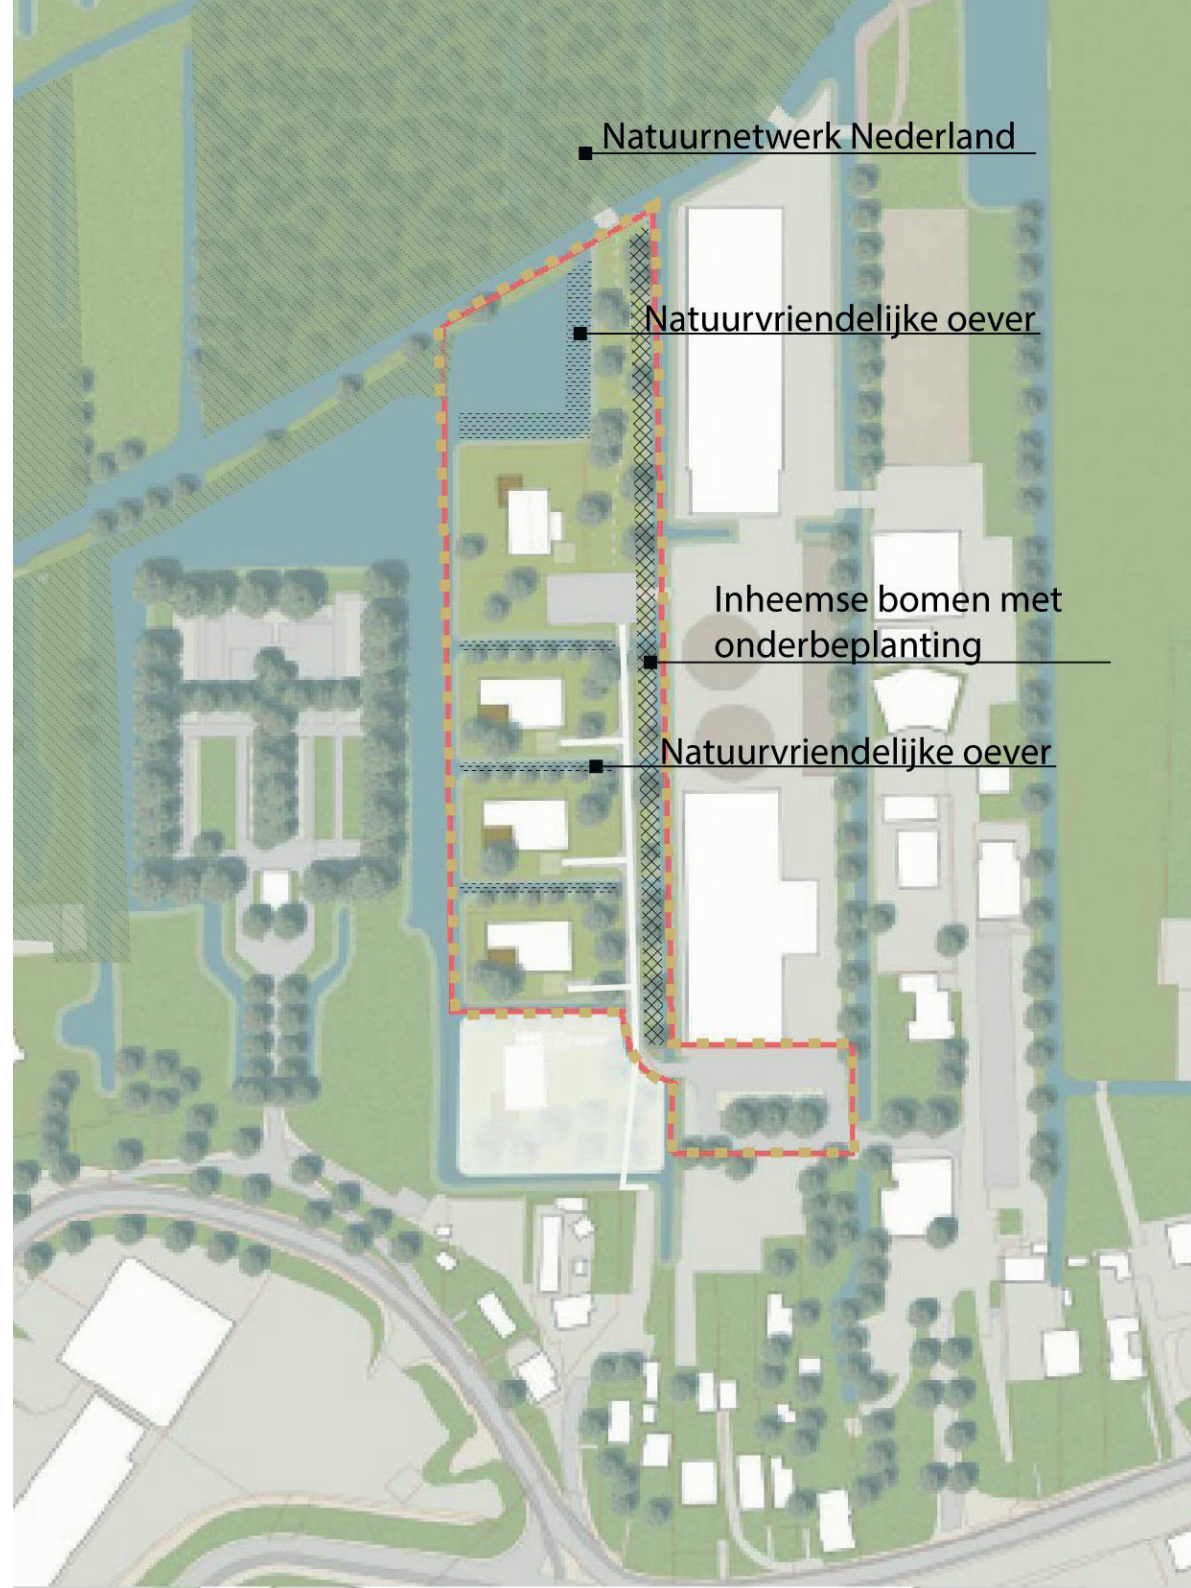 Natuurnetwerk Nederland
Natuurvriendelijke oever
Inheemse bomen met
onderbeplanting
Natuurvriendelijke oever